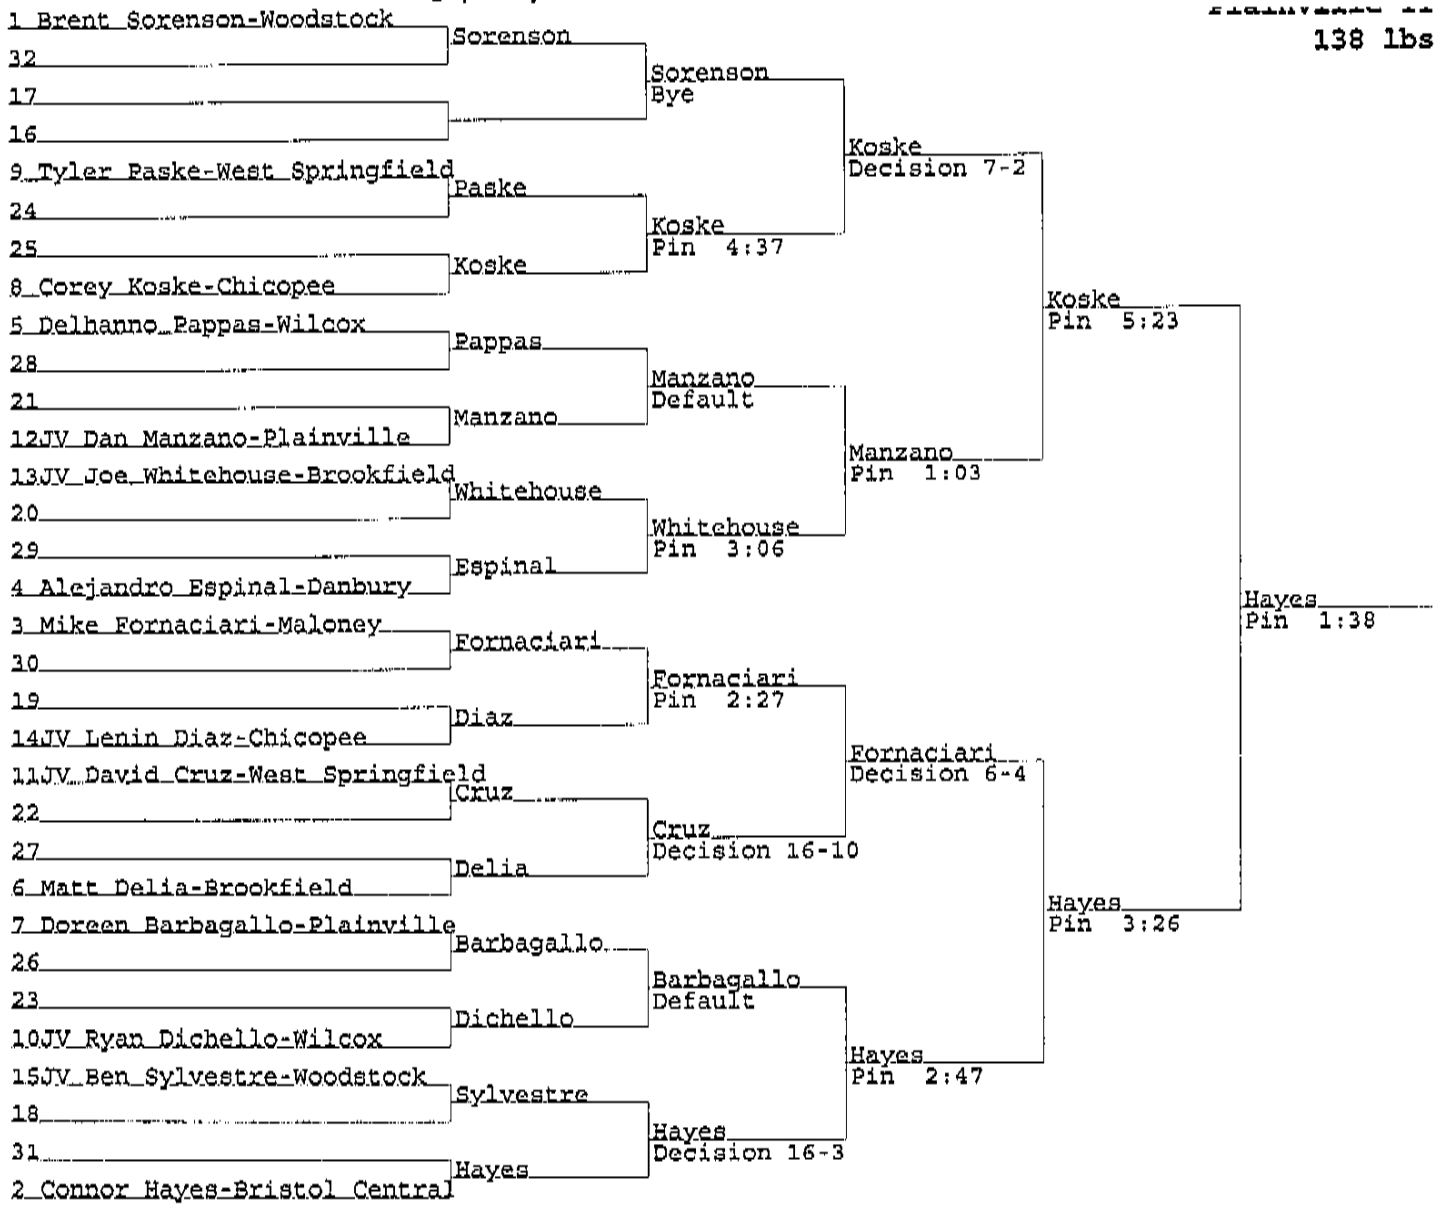 138 lbs
1 Brent Sorenson-Woodstock
32
17
16
9 Tyler Paske-West Springfield
24
25
8 Corey Koske-Chicopee
5 Delhanno Pappas-Wilcox
28
21
12JV Dan Manzano-Plainville
13JV Joe Whitehouse-Brookfield
20
29
4 Alejandro Espinal-Danbury
3 Mike Fornaciari-Maloney
30
19
14JV Lenin Diaz-Chicopee
11JV David Cruz-West Springfield
22
27
6 Matt Delia-Brookfield
7 Doreen Barbagallo-Plainville
26
23
10JV Ryan Dichello-Wilcox
15JV Ben Sylvestre-Woodstock
18
31
2 Connor Hayes-Bristol Central
Sorenson
Paske
Koske
Pappas
Manzano
Whitehouse
Espinal
Fornaciari
Diaz
Cruz
Delia
Barbagallo
Dichello
Sylvestre
Hayes
Sorenson
Bye
Koske
Pin 4:37
Manzano
Default
Whitehouse
Pin 3:06
Fornaciari
Pin 2:27
Cruz
Decision 16-10
Barbagallo
Default
Hayes
Decision 16-3
Koske
Decision 7-2
Manzano
Pin 1:03
Fornaciari
Decision 6-4
Hayes
Pin 2:47
Koske
Pin 5:23
Hayes
Pin 3:26
Hayes
Pin 1:38